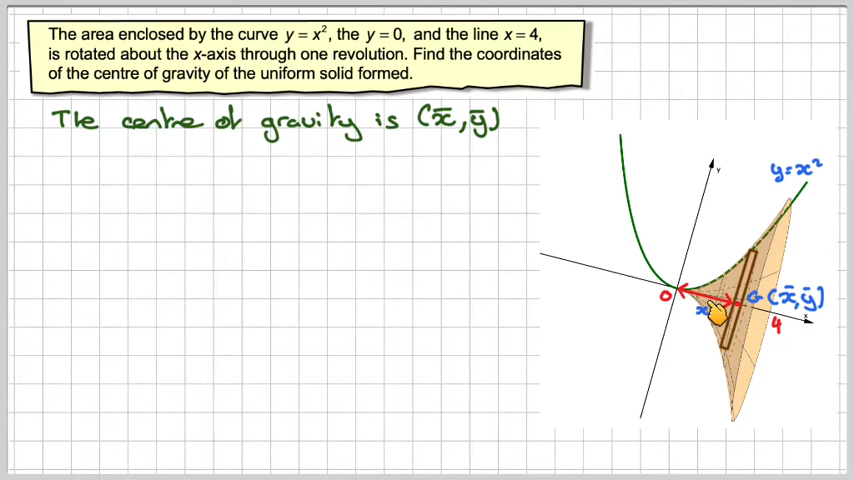 The area enclosed by the curve y = x², the y = 0, and the line x = 4,
is rotated about the x-axis through one revolution. Find the coordinates
of the centre of gravity of the uniform solid formed.
The centre of gravity is (x̄, ȳ)
y
y = x²
O
x
G (x̄, ȳ)
4
x